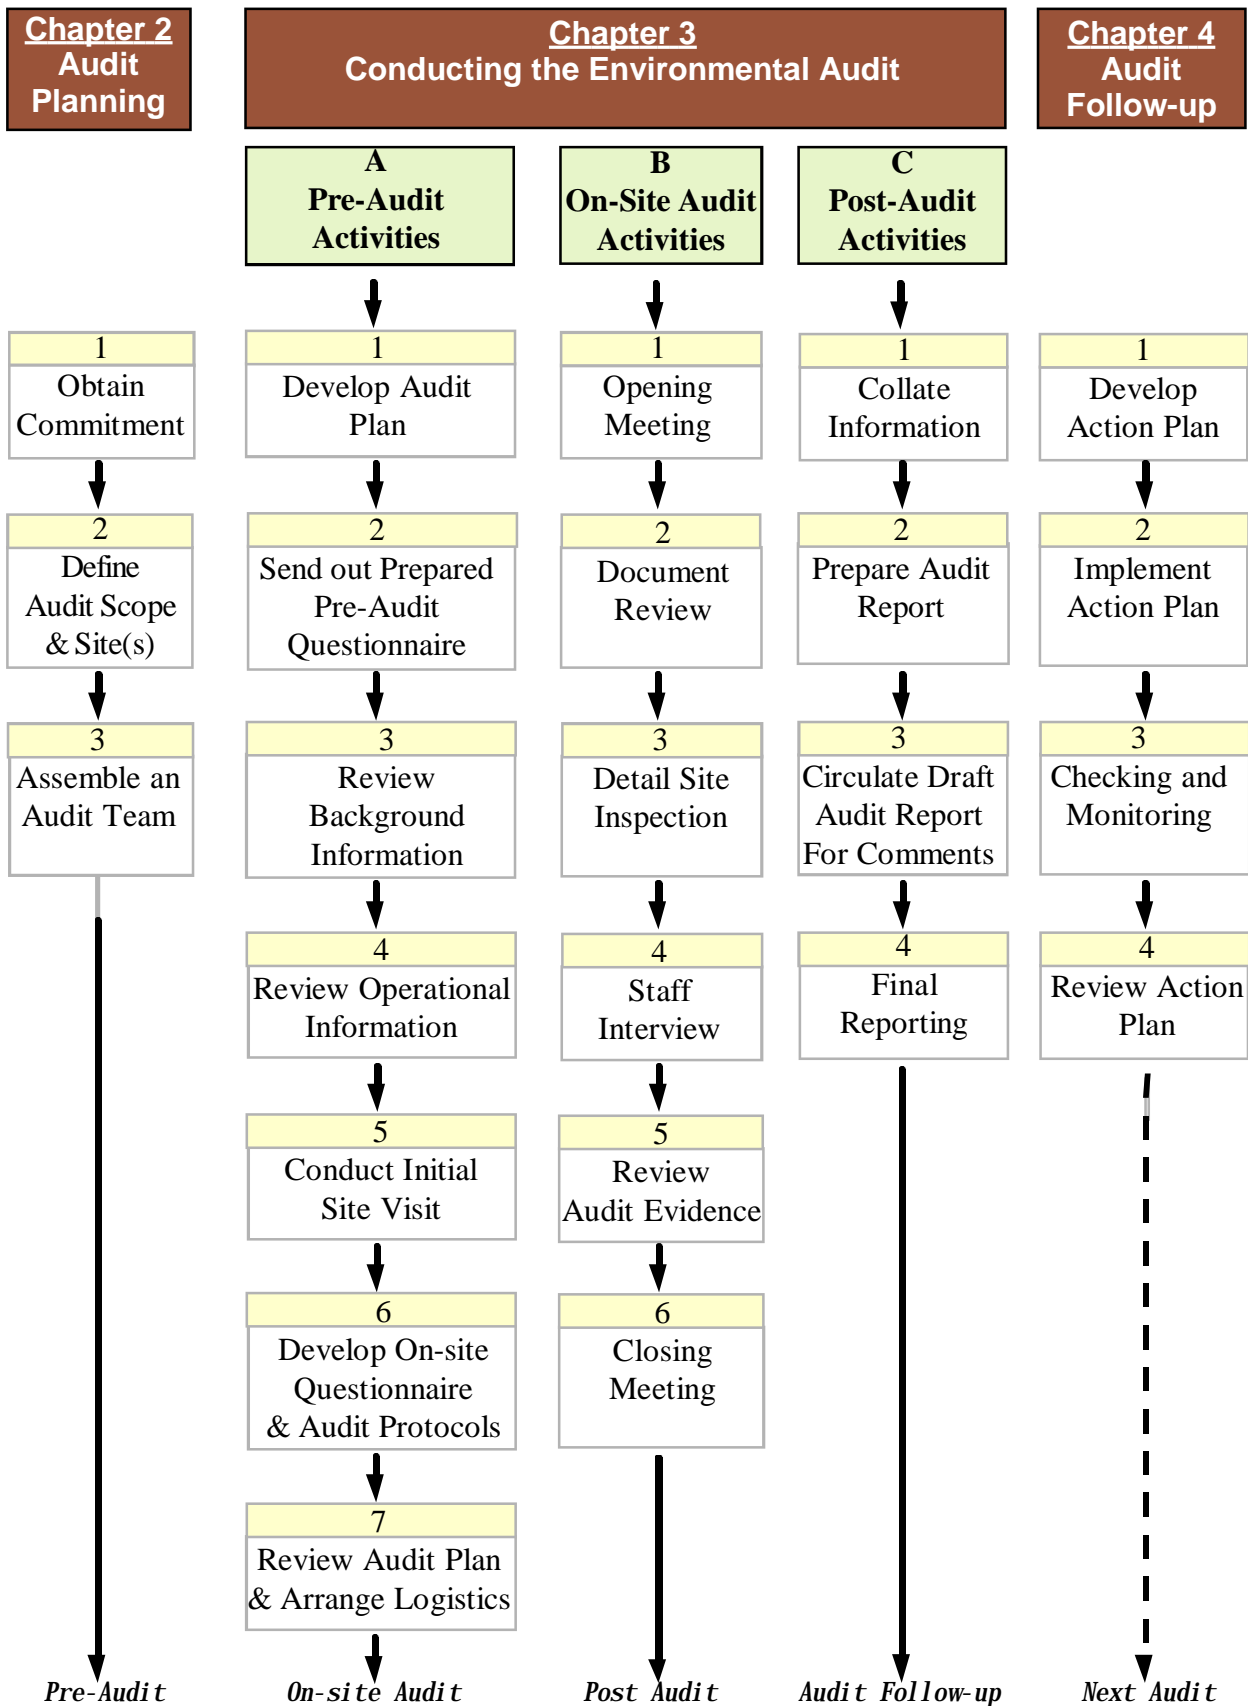 Chapter 2
Audit
Planning
Chapter 3
Conducting the Environmental Audit
Chapter 4
Audit
Follow-up
A
Pre-Audit
Activities
B
On-Site Audit
Activities
C
Post-Audit
Activities
1
Obtain
Commitment
2
Define
Audit Scope
& Site(s)
3
Assemble an
Audit Team
Pre-Audit
1
Develop Audit
Plan
2
Send out Prepared
Pre-Audit
Questionnaire
3
Review
Background
Information
4
Review Operational
Information
5
Conduct Initial
Site Visit
6
Develop On-site
Questionnaire
& Audit Protocols
7
Review Audit Plan
& Arrange Logistics
On-site Audit
1
Opening
Meeting
2
Document
Review
3
Detail Site
Inspection
4
Staff
Interview
5
Review
Audit Evidence
6
Closing
Meeting
Post Audit
1
Collate
Information
2
Prepare Audit
Report
3
Circulate Draft
Audit Report
For Comments
4
Final
Reporting
Audit Follow-up
1
Develop
Action Plan
2
Implement
Action Plan
3
Checking and
Monitoring
4
Review Action
Plan
Next Audit